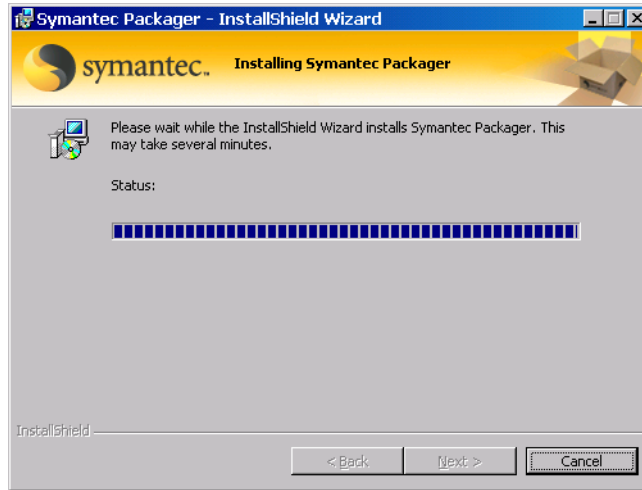 Symantec Packager - InstallShield Wizard
symantec™
Installing Symantec Packager
Please wait while the InstallShield Wizard installs Symantec Packager. This
may take several minutes.
Status:
InstallShield
< Back
Next >
Cancel